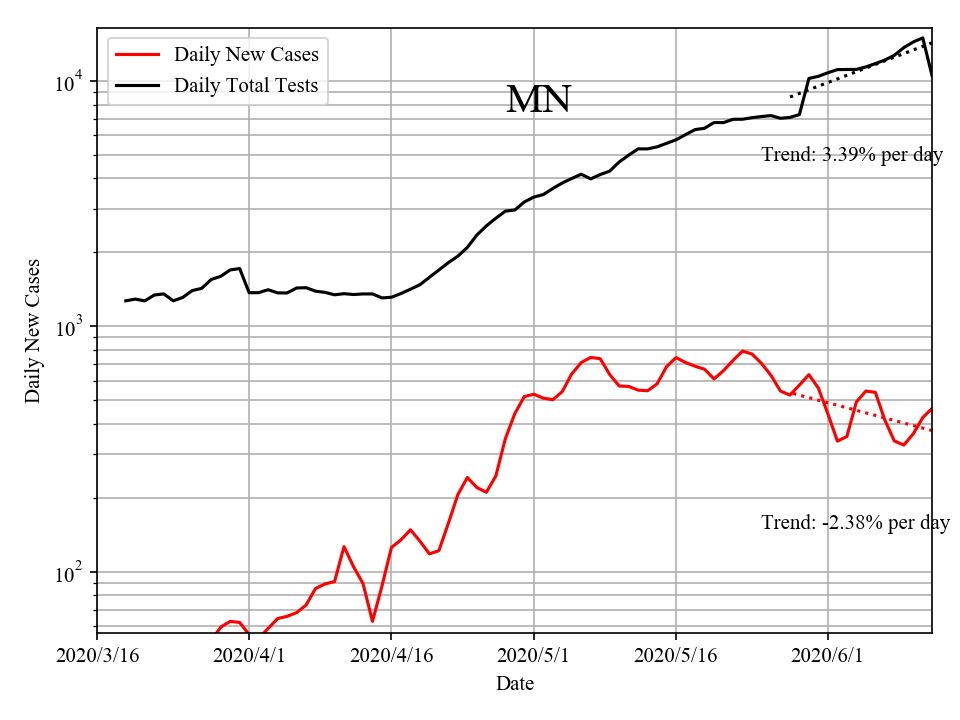 Daily New Cases
Daily Total Tests
MN
10^4
Trend: 3.39% per day
10^3
Daily New Cases
Trend: -2.38% per day
10^2
2020/3/16 2020/4/1 2020/4/16 2020/5/1 2020/5/16 2020/6/1
Date